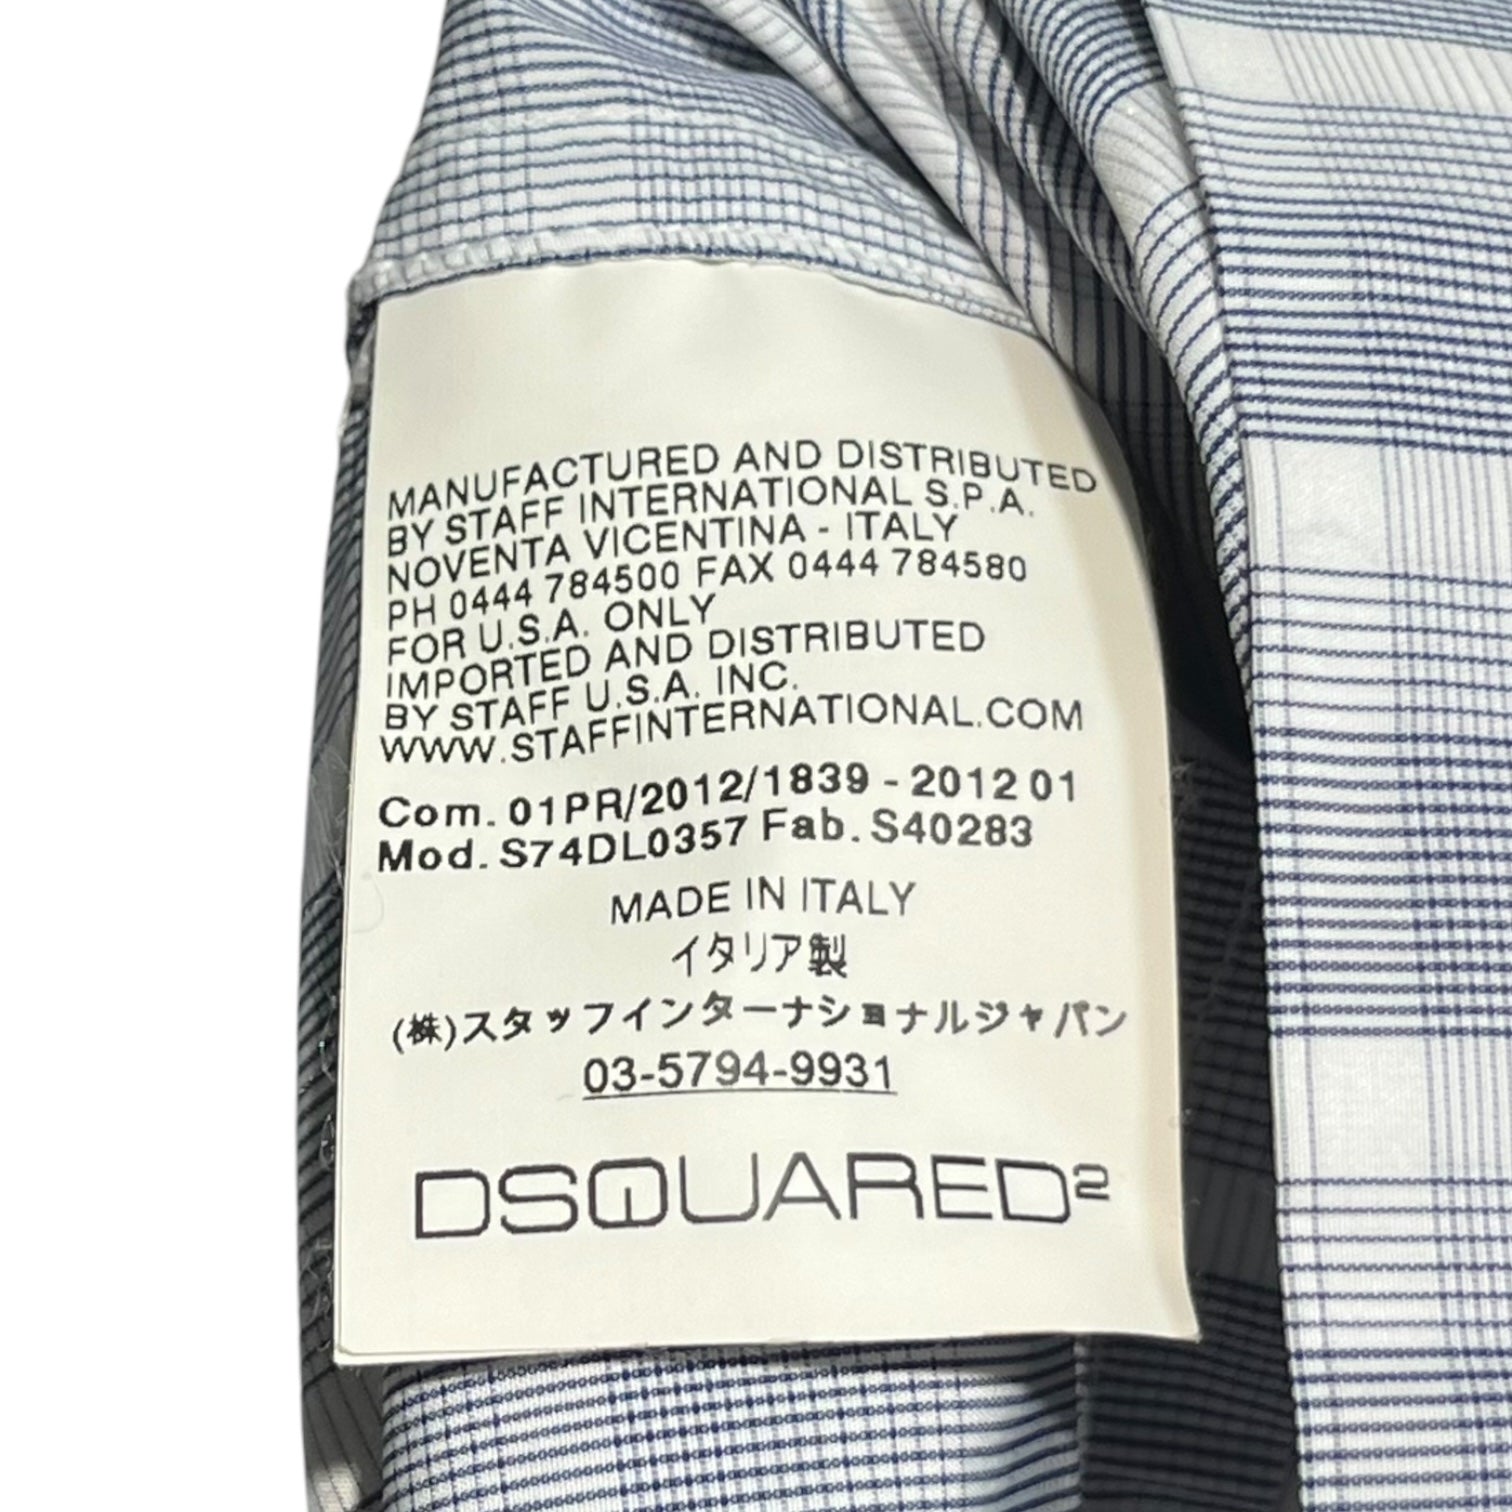 MANUFACTURED AND DISTRIBUTED
BY STAFF INTERNATIONAL S.P.A.
NOVENTA VICENTINA - ITALY
PH 0444 784500 FAX 0444 784580
FOR U.S.A. ONLY
IMPORTED AND DISTRIBUTED
BY STAFF U.S.A. INC.
WWW.STAFFINTERNATIONAL.COM
Com. 01PR/2012/1839 - 2012 01
Mod. S74DL0357 Fab. S40283
MADE IN ITALY
イタリア製
(株)スタッフインターナショナルジャパン
03-5794-9931
DSQUARED²